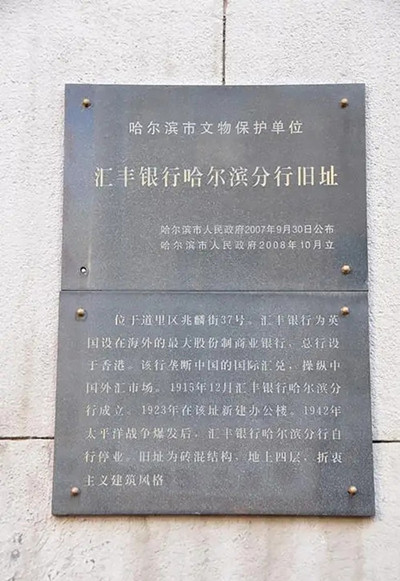 哈尔滨市文物保护单位
汇丰银行哈尔滨分行旧址
哈尔滨市人民政府2007年9月30日公布
哈尔滨市人民政府2008年10月立
位于道里区兆麟街37号。汇丰银行为英
国设在海外的最大股份制商业银行，总行设
于香港。该行垄断中国的国际汇兑，操纵中
国外汇市场。1915年12月汇丰银行哈尔滨分
行成立，1923年在该址新建办公楼。1942年
太平洋战争爆发后，汇丰银行哈尔滨分行自
行停业。旧址为砖混结构，地上四层，折衷
主义建筑风格